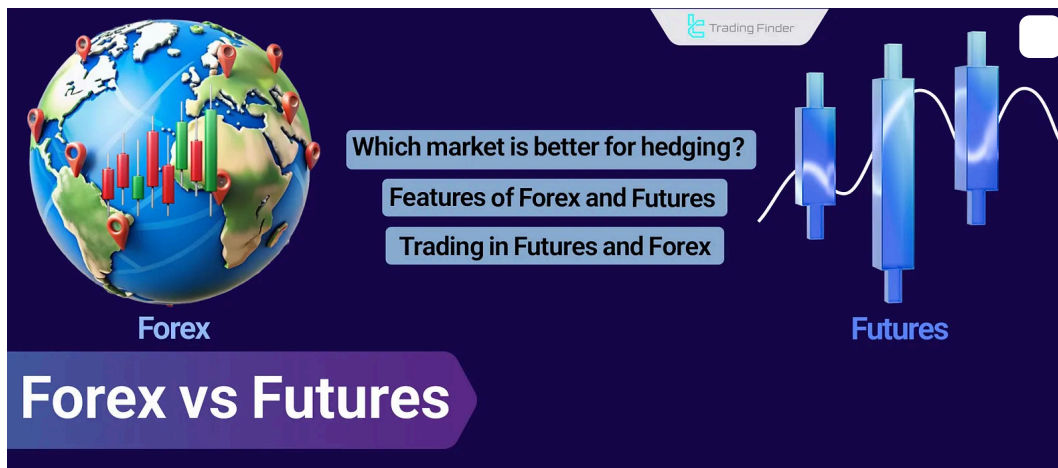 Trading Finder
Which market is better for hedging?
Features of Forex and Futures
Trading in Futures and Forex
Forex
Futures
Forex vs Futures